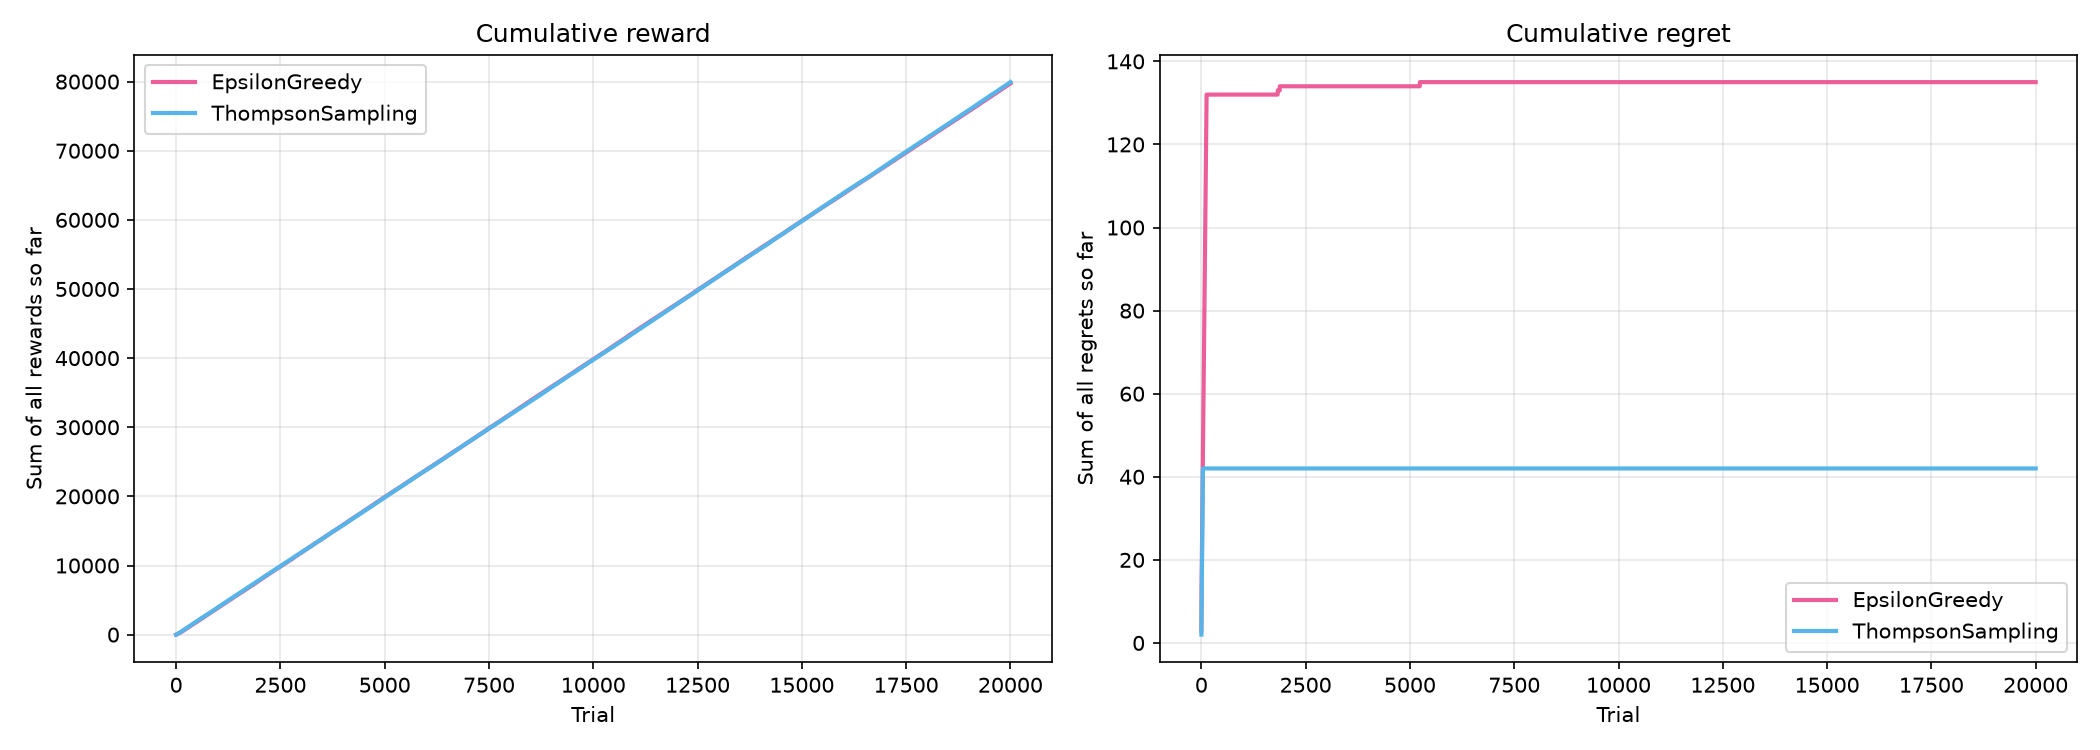 Cumulative reward
EpsilonGreedy
ThompsonSampling
80000
70000
60000
50000
40000
30000
20000
10000
0
Sum of all rewards so far
0 2500 5000 7500 10000 12500 15000 17500 20000
Trial
Cumulative regret
140
120
100
80
60
40
20
0
Sum of all regrets so far
EpsilonGreedy
ThompsonSampling
0 2500 5000 7500 10000 12500 15000 17500 20000
Trial